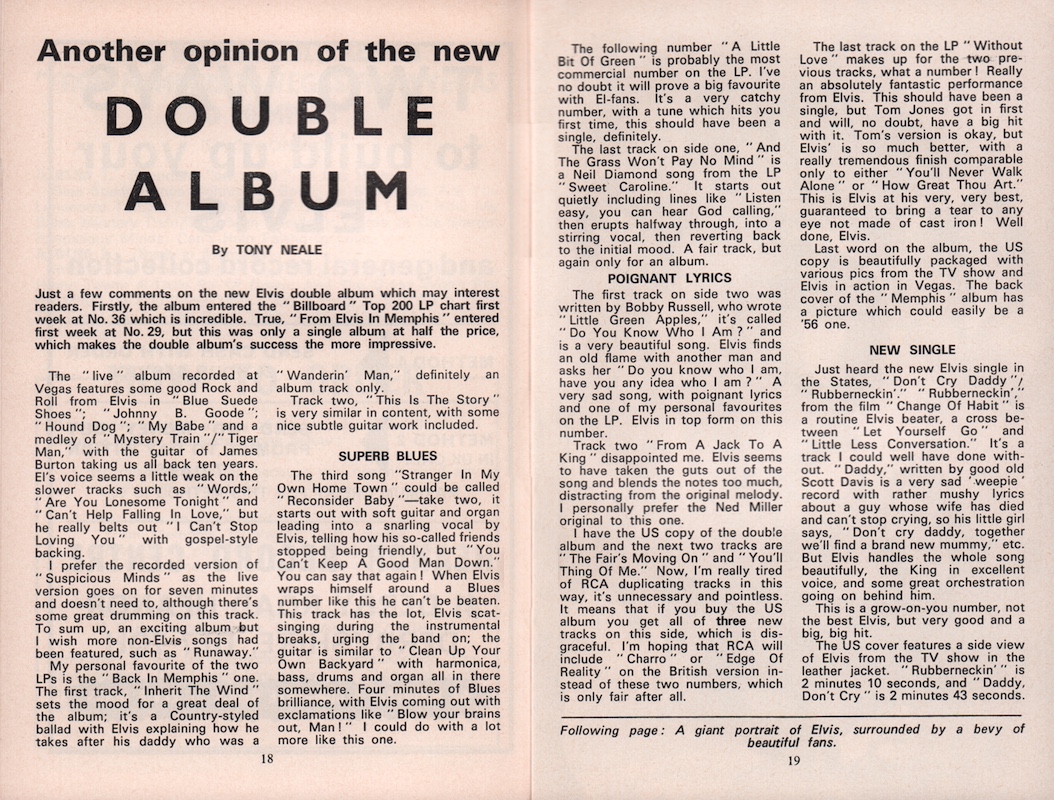 Another opinion of the new
DOUBLE
ALBUM
By TONY NEALE
Just a few comments on the new Elvis double album which may interest
readers. Firstly, the album entered the "Billboard" Top 200 LP chart first
week at No. 36 which is incredible. True, "From Elvis In Memphis" entered
first week at No. 29, but this was only a single album at half the price,
which makes the double album's success the more impressive.
The "live" album recorded at
Vegas features some good Rock and
Roll from Elvis in "Blue Suede
Shoes"; "Johnny B. Goode";
"Hound Dog"; "My Babe" and a
medley of "Mystery Train"/"Tiger
Man," with the guitar of James
Burton taking us all back ten years.
El's voice seems a little weak on the
slower tracks such as "Words,"
"Are You Lonesome Tonight" and
"Can't Help Falling In Love," but
he really belts out "I Can't Stop
Loving You" with gospel-style
backing.
I prefer the recorded version of
"Suspicious Minds" as the live
version goes on for seven minutes
and doesn't need to, although there's
some great drumming on this track.
To sum up, an exciting album but
I wish more non-Elvis songs had
been featured, such as "Runaway."
My personal favourite of the two
LPs is the "Back In Memphis" one.
The first track, "Inherit The Wind"
sets the mood for a great deal of
the album; it's a Country-styled
ballad with Elvis explaining how he
takes after his daddy who was a
"Wanderin' Man," definitely an
album track only.
Track two, "This Is The Story"
is very similar in content, with some
nice subtle guitar work included.
SUPERB BLUES
The third song "Stranger In My
Own Home Town" could be called
"Reconsider Baby"—take two, it
starts out with soft guitar and organ
leading into a snarling vocal by
Elvis, telling how his so-called friends
stopped being friendly, but "You
Can't Keep A Good Man Down."
You can say that again! When Elvis
wraps himself around a Blues
number like this he can't be beaten.
This track has the lot, Elvis scat-
singing during the instrumental
breaks, urging the band on; the
guitar is similar to "Clean Up Your
Own Backyard" with harmonica,
bass, drums and organ all in there
somewhere. Four minutes of Blues
brilliance, with Elvis coming out with
exclamations like "Blow your brains
out, Man!" I could do with a lot
more like this one.
18
The following number "A Little
Bit Of Green" is probably the most
commercial number on the LP. I've
no doubt it will prove a big favourite
with El-fans. It's a very catchy
number, with a tune which hits you
first time, this should have been a
single, definitely.
The last track on side one, "And
The Grass Won't Pay No Mind" is
a Neil Diamond song from the LP
"Sweet Caroline." It starts out
quietly including lines like "Listen
easy, you can hear God calling,"
then erupts halfway through, into a
stirring vocal, then reverting back
to the initial mood. A fair track, but
again only for an album.
POIGNANT LYRICS
The first track on side two was
written by Bobby Russell, who wrote
"Little Green Apples," it's called
"Do You Know Who I Am?" and
is a very beautiful song. Elvis finds
an old flame with another man and
asks her "Do you know who I am,
have you any idea who I am?" A
very sad song, with poignant lyrics
and one of my personal favourites
on the LP. Elvis in top form on this
number.
Track two "From A Jack To A
King" disappointed me. Elvis seems
to have taken the guts out of the
song and blends the notes too much,
distracting from the original melody.
I personally prefer the Ned Miller
original to this one.
I have the US copy of the double
album and the next two tracks are
"The Fair's Moving On" and "You'll
Thing Of Me." Now, I'm really tired
of RCA duplicating tracks in this
way, it's unnecessary and pointless.
It means that if you buy the US
album you get all of three new
tracks on this side, which is dis-
graceful. I'm hoping that RCA will
include "Charro" or "Edge Of
Reality" on the British version in-
stead of these two numbers, which
is only fair after all.
The last track on the LP "Without
Love" makes up for the two pre-
vious tracks, what a number! Really
an absolutely fantastic performance
from Elvis. This should have been a
single, but Tom Jones got in first
and will, no doubt, have a big hit
with it. Tom's version is okay, but
Elvis' is so much better, with a
really tremendous finish comparable
only to either "You'll Never Walk
Alone" or "How Great Thou Art."
This is Elvis at his very, very best,
guaranteed to bring a tear to any
eye not made of cast iron! Well
done, Elvis.
Last word on the album, the US
copy is beautifully packaged with
various pics from the TV show and
Elvis in action in Vegas. The back
cover of the "Memphis" album has
a picture which could easily be a
'56 one.
NEW SINGLE
Just heard the new Elvis single in
the States, "Don't Cry Daddy"/
"Rubberneckin'." "Rubberneckin',"
from the film "Change Of Habit" is
a routine Elvis beater, a cross be-
tween "Let Yourself Go" and
"Little Less Conversation." It's a
track I could well have done with-
out. "Daddy," written by good old
Scott Davis is a very sad 'weepie'
record with rather mushy lyrics
about a guy whose wife has died
and can't stop crying, so his little girl
says, "Don't cry daddy, together
we'll find a brand new mummy," etc.
But Elvis handles the whole song
beautifully, the King in excellent
voice, and some great orchestration
going on behind him.
This is a grow-on-you number, not
the best Elvis, but very good and a
big, big hit.
The US cover features a side view
of Elvis from the TV show in the
leather jacket. "Rubberneckin'" is
2 minutes 10 seconds, and "Daddy,
Don't Cry" is 2 minutes 43 seconds.
Following page: A giant portrait of Elvis, surrounded by a bevy of
beautiful fans.
19